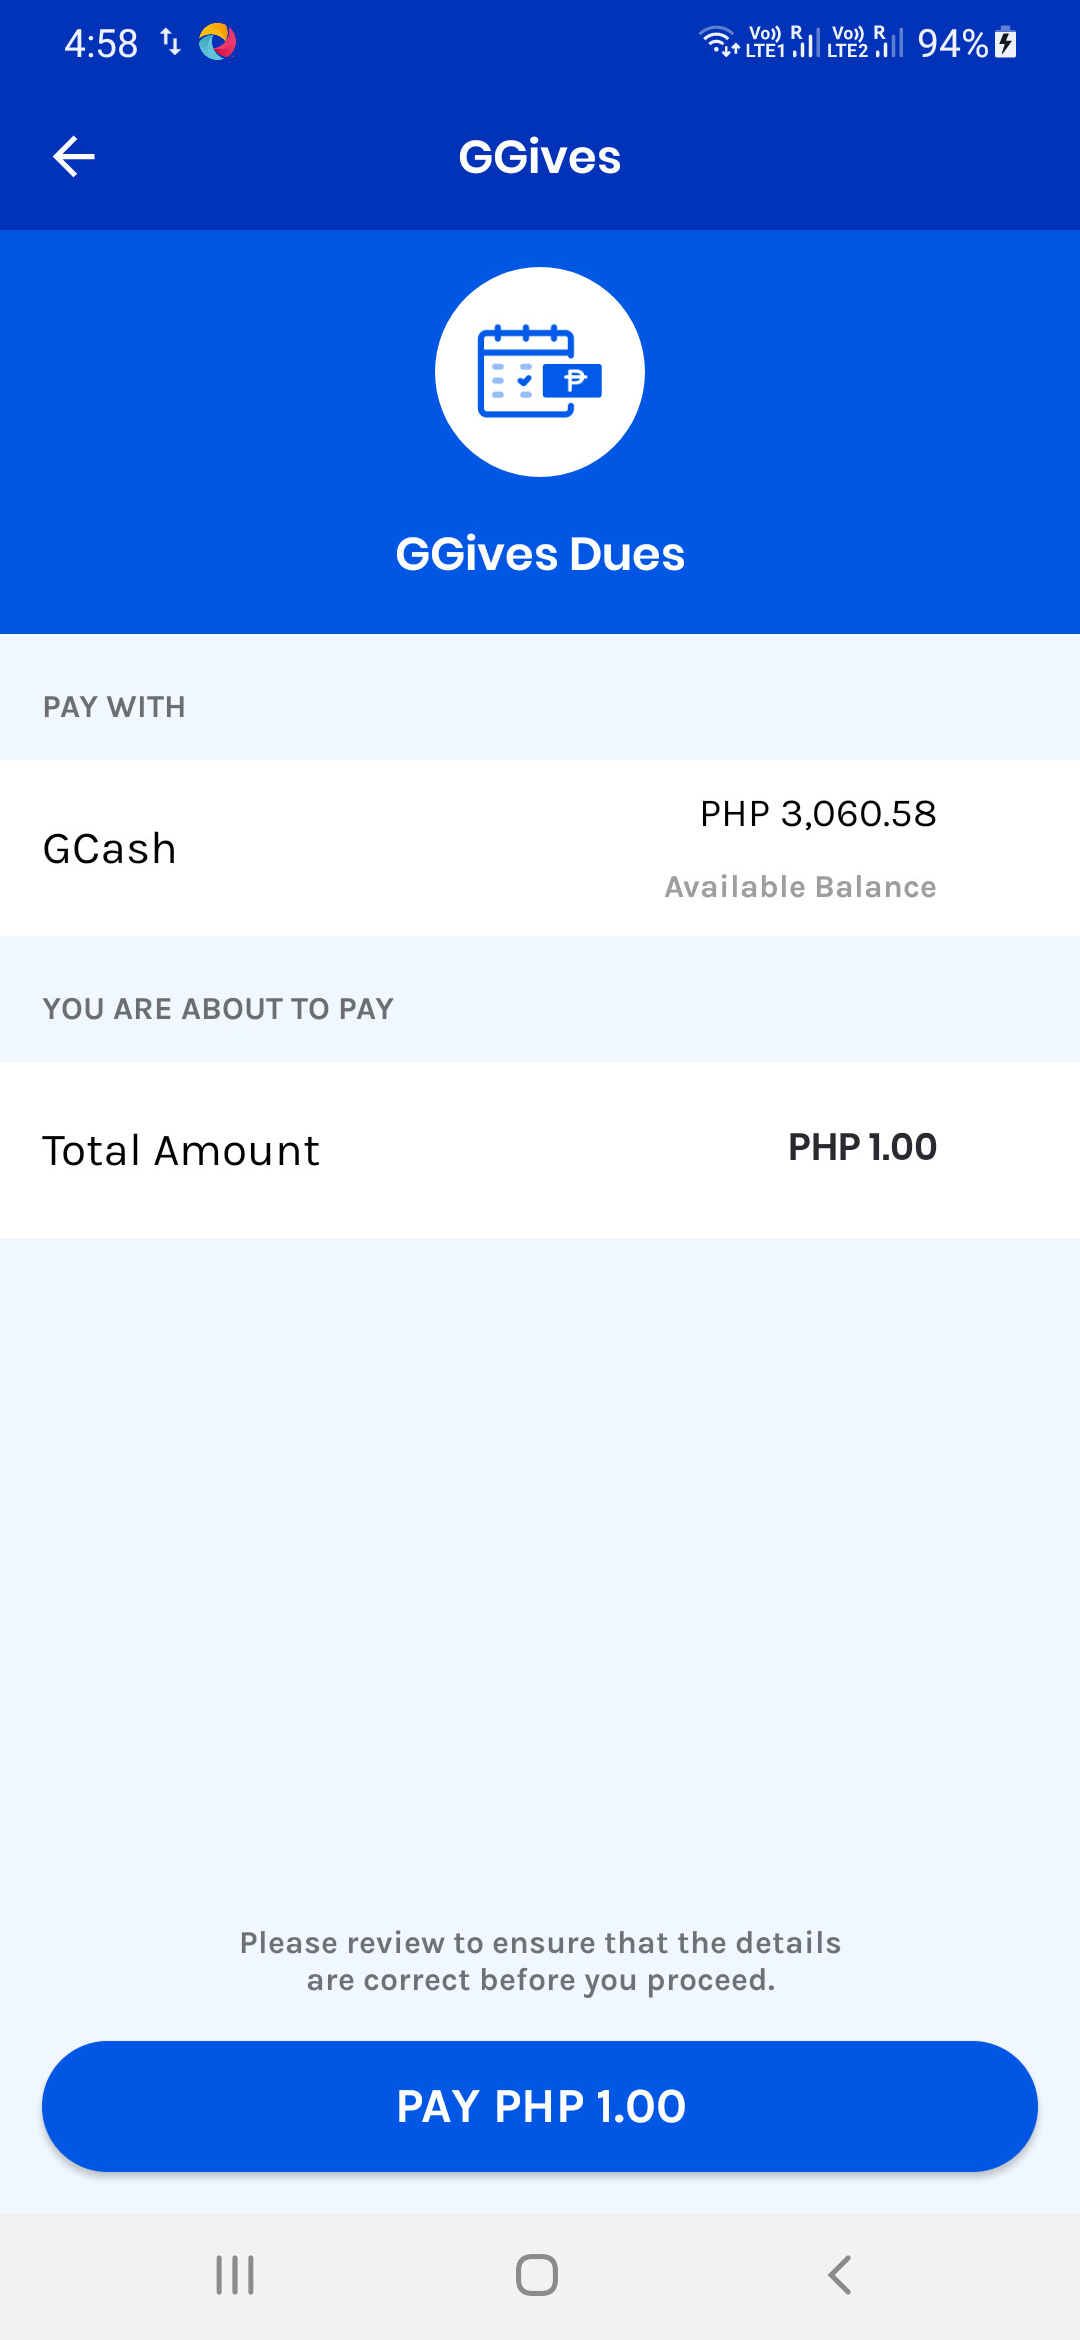 4:58
Vo)) R Vo)) R
LTE1 LTE2 94%
GGives
₱
GGives Dues
PAY WITH
PHP 3,060.58
GCash
Available Balance
YOU ARE ABOUT TO PAY
Total Amount PHP 1.00
Please review to ensure that the details
are correct before you proceed.
PAY PHP 1.00